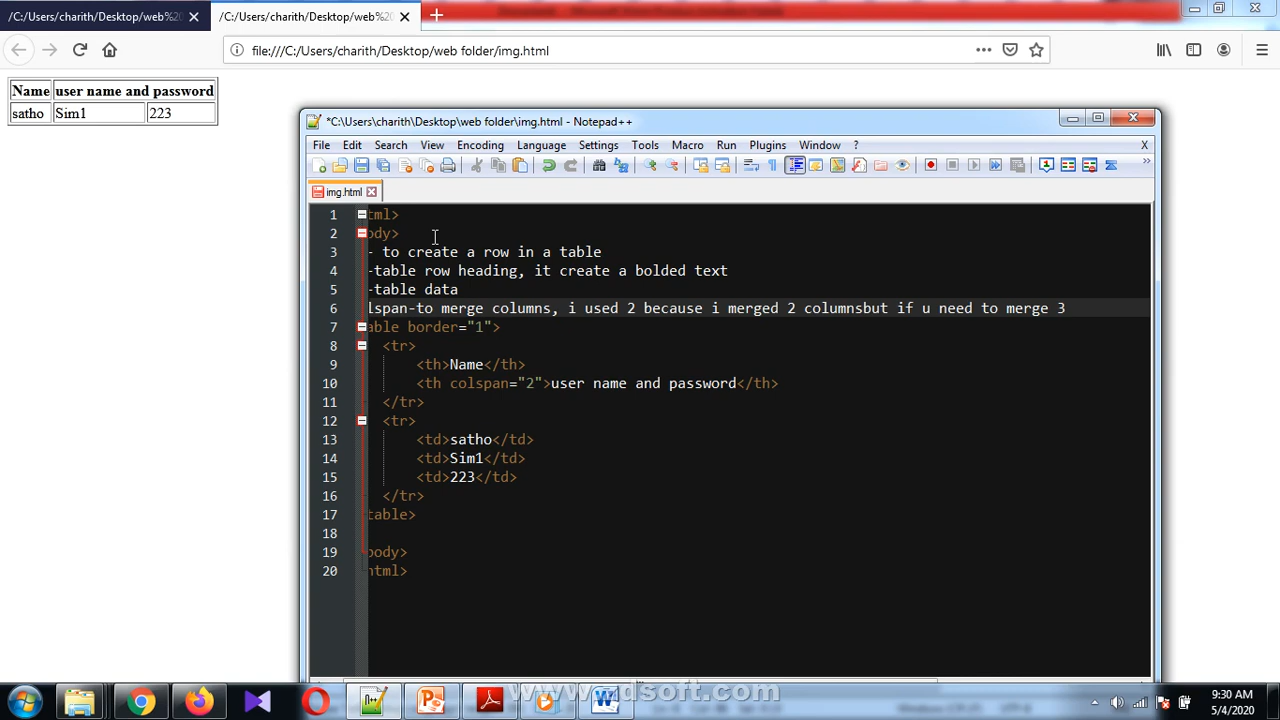 /C:/Users/charith/Desktop/web%20
/C:/Users/charith/Desktop/web%20
file:///C:/Users/charith/Desktop/web folder/img.html
Name user name and password
satho Sim1 223
*C:\Users\charith\Desktop\web folder\img.html - Notepad++
File Edit Search View Encoding Language Settings Tools Macro Run Plugins Window ? X
img.html
1 tml>
2 ody>
3 - to create a row in a table
4 -table row heading, it create a bolded text
5 -table data
6 lspan-to merge columns, i used 2 because i merged 2 columnsbut if u need to merge 3
7 able border="1">
8 <tr>
9 <th>Name</th>
10 <th colspan="2">user name and password</th>
11 </tr>
12 <tr>
13 <td>satho</td>
14 <td>Sim1</td>
15 <td>223</td>
16 </tr>
17 table>
18
19 body>
20 html>
9:30 AM
5/4/2020